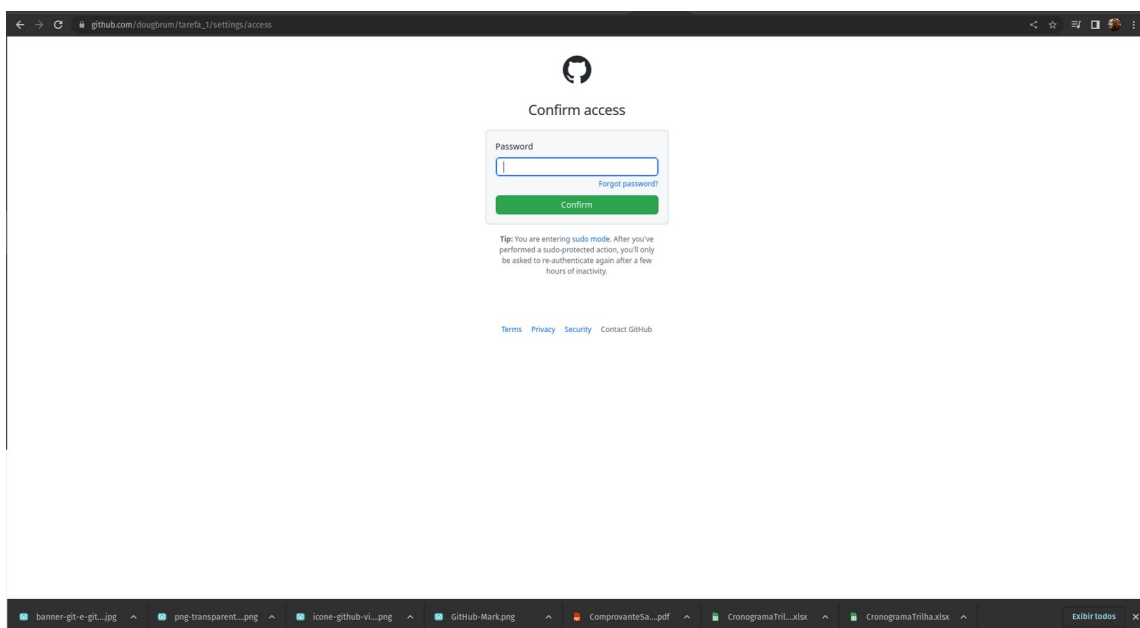 github.com/dougbrum/tarefa_1/settings/access
Confirm access
Password
Forgot password?
Confirm
Tip: You are entering sudo mode. After you've
performed a sudo-protected action, you'll only
be asked to re-authenticate again after a few
hours of inactivity.
Terms Privacy Security Contact GitHub
banner-git-e-git....jpg png-transparent....png icone-github-vi....png GitHub-Mark.png ComprovanteSa....pdf CronogramaTril....xlsx CronogramaTrilha.xlsx Exibir todos